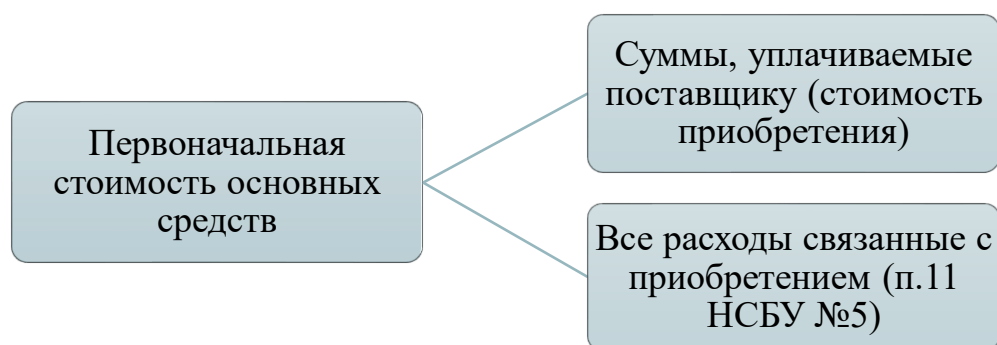 Первоначальная
стоимость основных
средств
Суммы, уплачиваемые
поставщику (стоимость
приобретения)
Все расходы связанные с
приобретением (п.11
НСБУ №5)